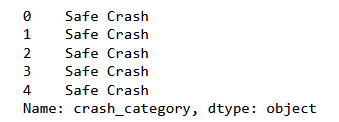 0    Safe Crash
1    Safe Crash
2    Safe Crash
3    Safe Crash
4    Safe Crash
Name: crash_category, dtype: object